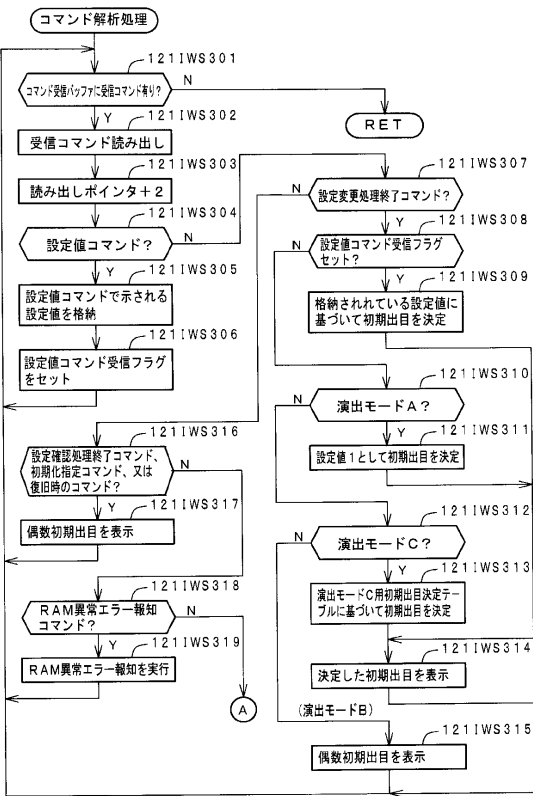 コマンド解析処理
121IWS301
コマンド受信バッファに受信コマンド有り?
N
Y
RET
121IWS302
受信コマンド読み出し
121IWS303
読み出しポインタ+2
121IWS304
設定値コマンド?
N
Y
121IWS305
設定値コマンドで示される
設定値を格納
121IWS306
設定値コマンド受信フラグ
をセット
121IWS307
設定変更処理終了コマンド?
N
Y
121IWS308
設定値コマンド受信フラグ
セット?
N
Y
121IWS309
格納されれている設定値に
基づいて初期出目を決定
121IWS310
演出モードA?
N
Y
121IWS311
設定値1として初期出目を決定
121IWS312
演出モードC?
N
Y
121IWS313
演出モードC用初期出目決定テー
ブルに基づいて初期出目を決定
121IWS314
決定した初期出目を表示
(演出モードB)
121IWS315
偶数初期出目を表示
121IWS316
設定確認処理終了コマンド、
初期化指定コマンド、又は
復旧時のコマンド?
N
Y
121IWS317
偶数初期出目を表示
121IWS318
RAM異常エラー報知
コマンド?
N
Y
121IWS319
RAM異常エラー報知を実行
A